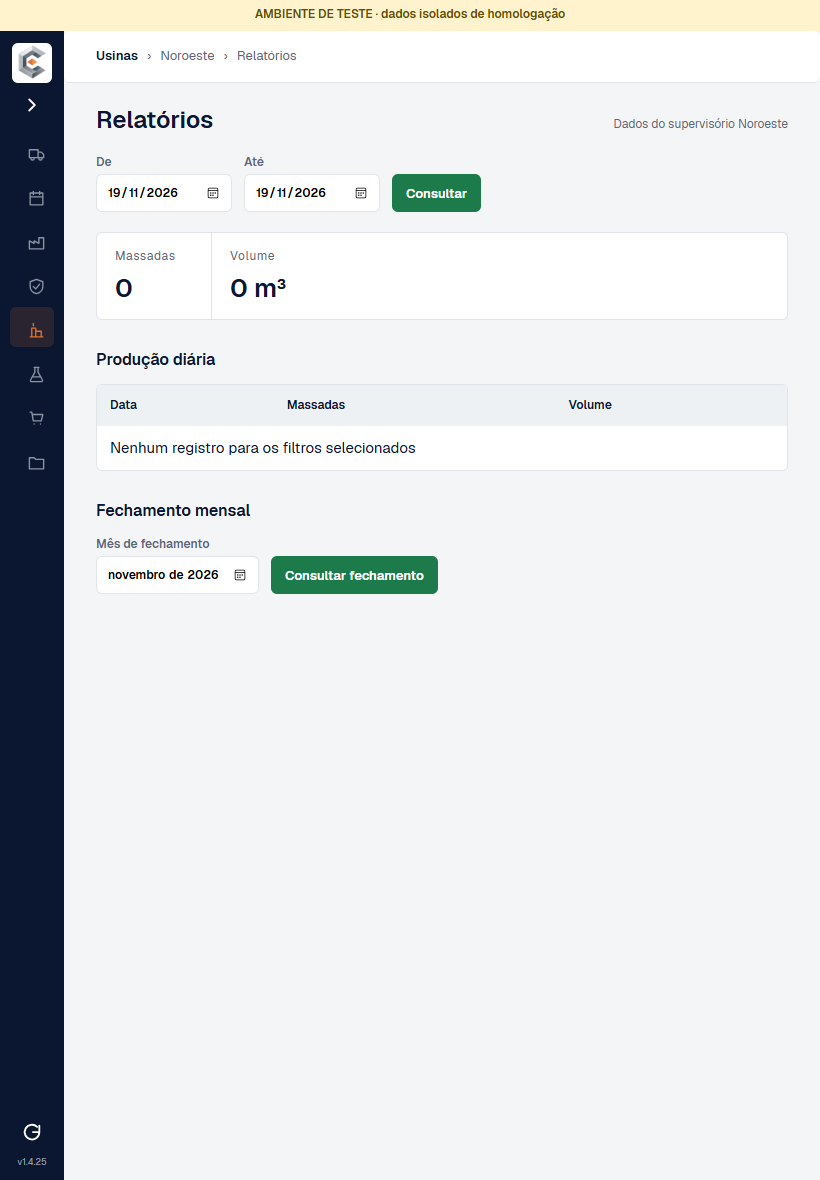 AMBIENTE DE TESTE · dados isolados de homologação
Usinas › Noroeste › Relatórios
Relatórios
Dados do supervisório Noroeste
De
Até
19/11/2026
19/11/2026
Consultar
Massadas
Volume
0
0 m³
Produção diária
Data Massadas Volume
Nenhum registro para os filtros selecionados
Fechamento mensal
Mês de fechamento
novembro de 2026
Consultar fechamento
v1.4.25